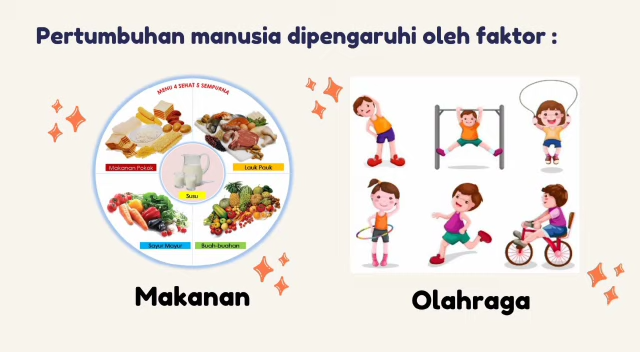 Pertumbuhan manusia dipengaruhi oleh faktor :
MENU 4 SEHAT 5 SEMPURNA
Makanan Pokok
Lauk Pauk
Susu
Sayur Mayur
Buah-buahan
Makanan
Olahraga